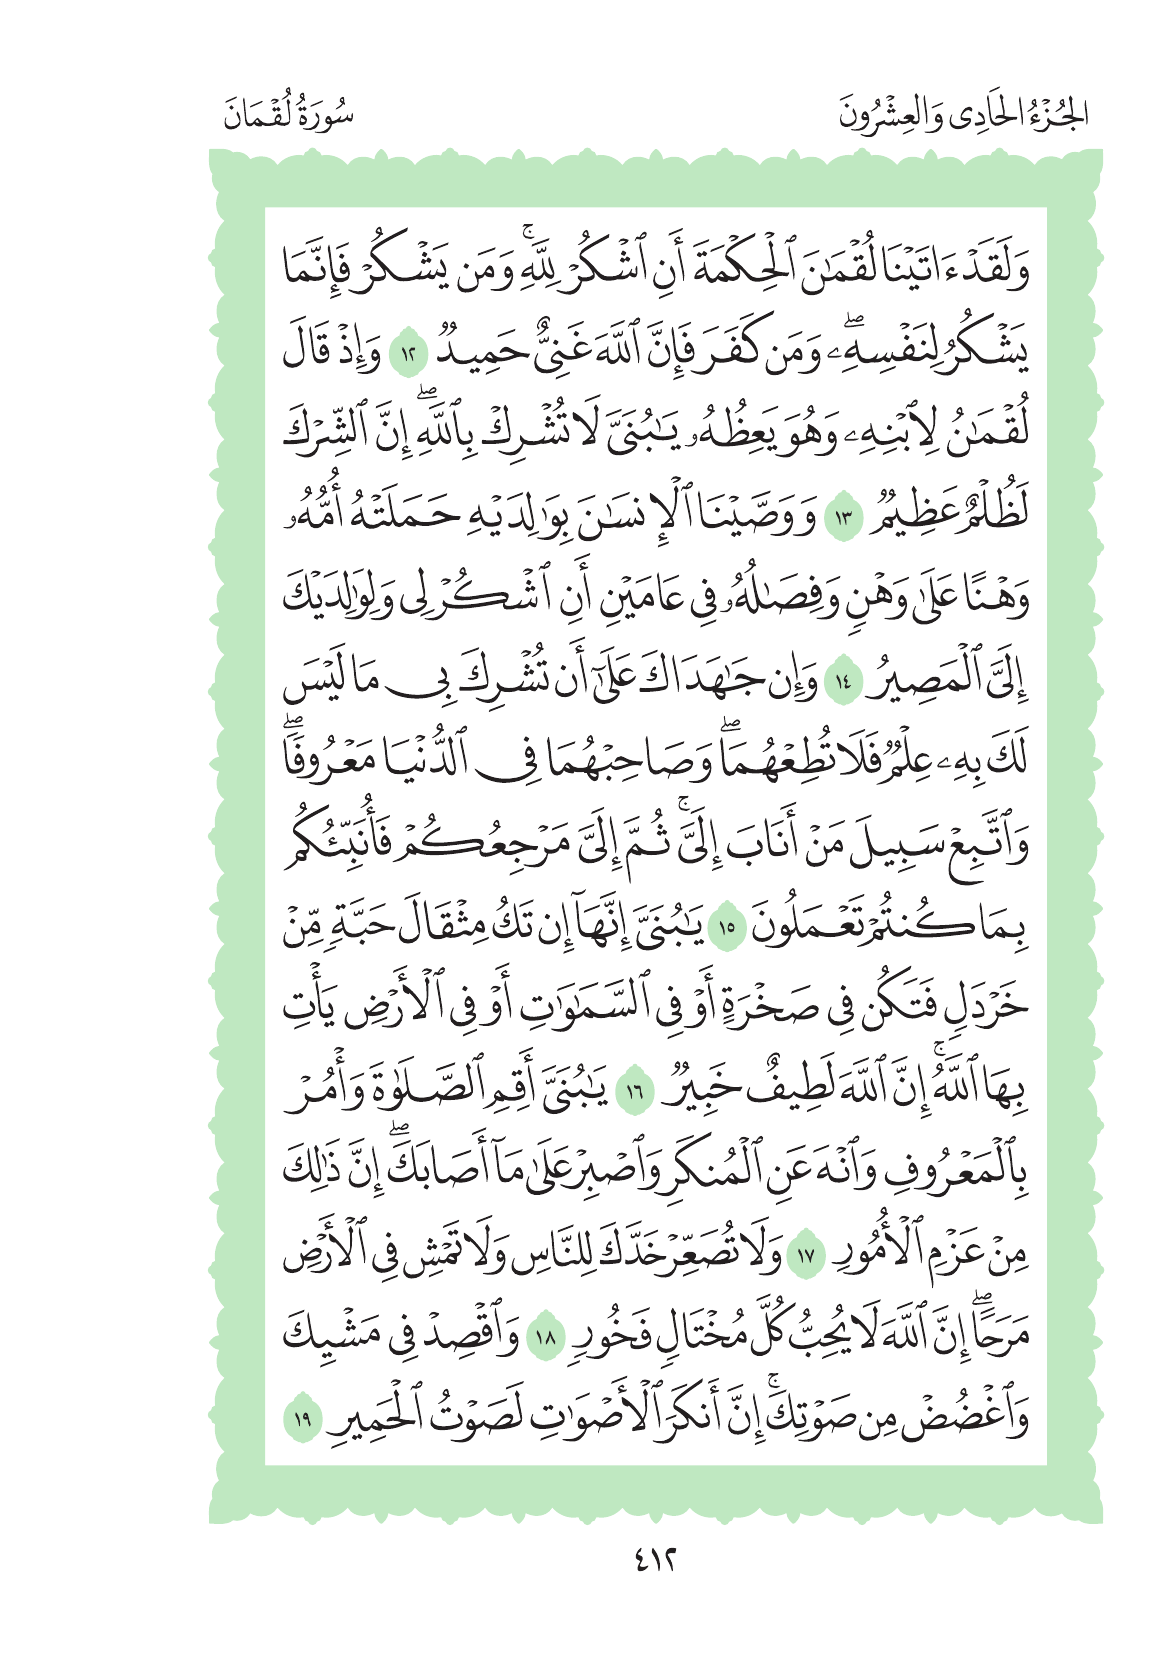 الجُزْءُ الحَادِى وَالعِشْرُونَ
سُورَةُ لُقْمَانَ
وَلَقَدْ ءَاتَيْنَا لُقْمَٰنَ ٱلْحِكْمَةَ أَنِ ٱشْكُرْ لِلَّهِۚ وَمَن يَشْكُرْ فَإِنَّمَا
يَشْكُرُ لِنَفْسِهِۦۖ وَمَن كَفَرَ فَإِنَّ ٱللَّهَ غَنِىٌّ حَمِيدٌ ١٢ وَإِذْ قَالَ
لُقْمَٰنُ لِٱبْنِهِۦ وَهُوَ يَعِظُهُۥ يَٰبُنَىَّ لَا تُشْرِكْ بِٱللَّهِۖ إِنَّ ٱلشِّرْكَ
لَظُلْمٌ عَظِيمٌ ١٣ وَوَصَّيْنَا ٱلْإِنسَٰنَ بِوَٰلِدَيْهِ حَمَلَتْهُ أُمُّهُۥ
وَهْنًا عَلَىٰ وَهْنٍ وَفِصَٰلُهُۥ فِى عَامَيْنِ أَنِ ٱشْكُرْ لِى وَلِوَٰلِدَيْكَ
إِلَىَّ ٱلْمَصِيرُ ١٤ وَإِن جَٰهَدَاكَ عَلَىٰٓ أَن تُشْرِكَ بِى مَا لَيْسَ
لَكَ بِهِۦ عِلْمٌ فَلَا تُطِعْهُمَاۖ وَصَاحِبْهُمَا فِى ٱلدُّنْيَا مَعْرُوفًاۖ
وَٱتَّبِعْ سَبِيلَ مَنْ أَنَابَ إِلَىَّۚ ثُمَّ إِلَىَّ مَرْجِعُكُمْ فَأُنَبِّئُكُم
بِمَا كُنتُمْ تَعْمَلُونَ ١٥ يَٰبُنَىَّ إِنَّهَآ إِن تَكُ مِثْقَالَ حَبَّةٍ مِّنْ
خَرْدَلٍ فَتَكُن فِى صَخْرَةٍ أَوْ فِى ٱلسَّمَٰوَٰتِ أَوْ فِى ٱلْأَرْضِ يَأْتِ
بِهَا ٱللَّهُۚ إِنَّ ٱللَّهَ لَطِيفٌ خَبِيرٌ ١٦ يَٰبُنَىَّ أَقِمِ ٱلصَّلَوٰةَ وَأْمُرْ
بِٱلْمَعْرُوفِ وَٱنْهَ عَنِ ٱلْمُنكَرِ وَٱصْبِرْ عَلَىٰ مَآ أَصَابَكَۖ إِنَّ ذَٰلِكَ
مِنْ عَزْمِ ٱلْأُمُورِ ١٧ وَلَا تُصَعِّرْ خَدَّكَ لِلنَّاسِ وَلَا تَمْشِ فِى ٱلْأَرْضِ
مَرَحًاۖ إِنَّ ٱللَّهَ لَا يُحِبُّ كُلَّ مُخْتَالٍ فَخُورٍ ١٨ وَٱقْصِدْ فِى مَشْيِكَ
وَٱغْضُضْ مِن صَوْتِكَۚ إِنَّ أَنكَرَ ٱلْأَصْوَٰتِ لَصَوْتُ ٱلْحَمِيرِ ١٩
٤١٢